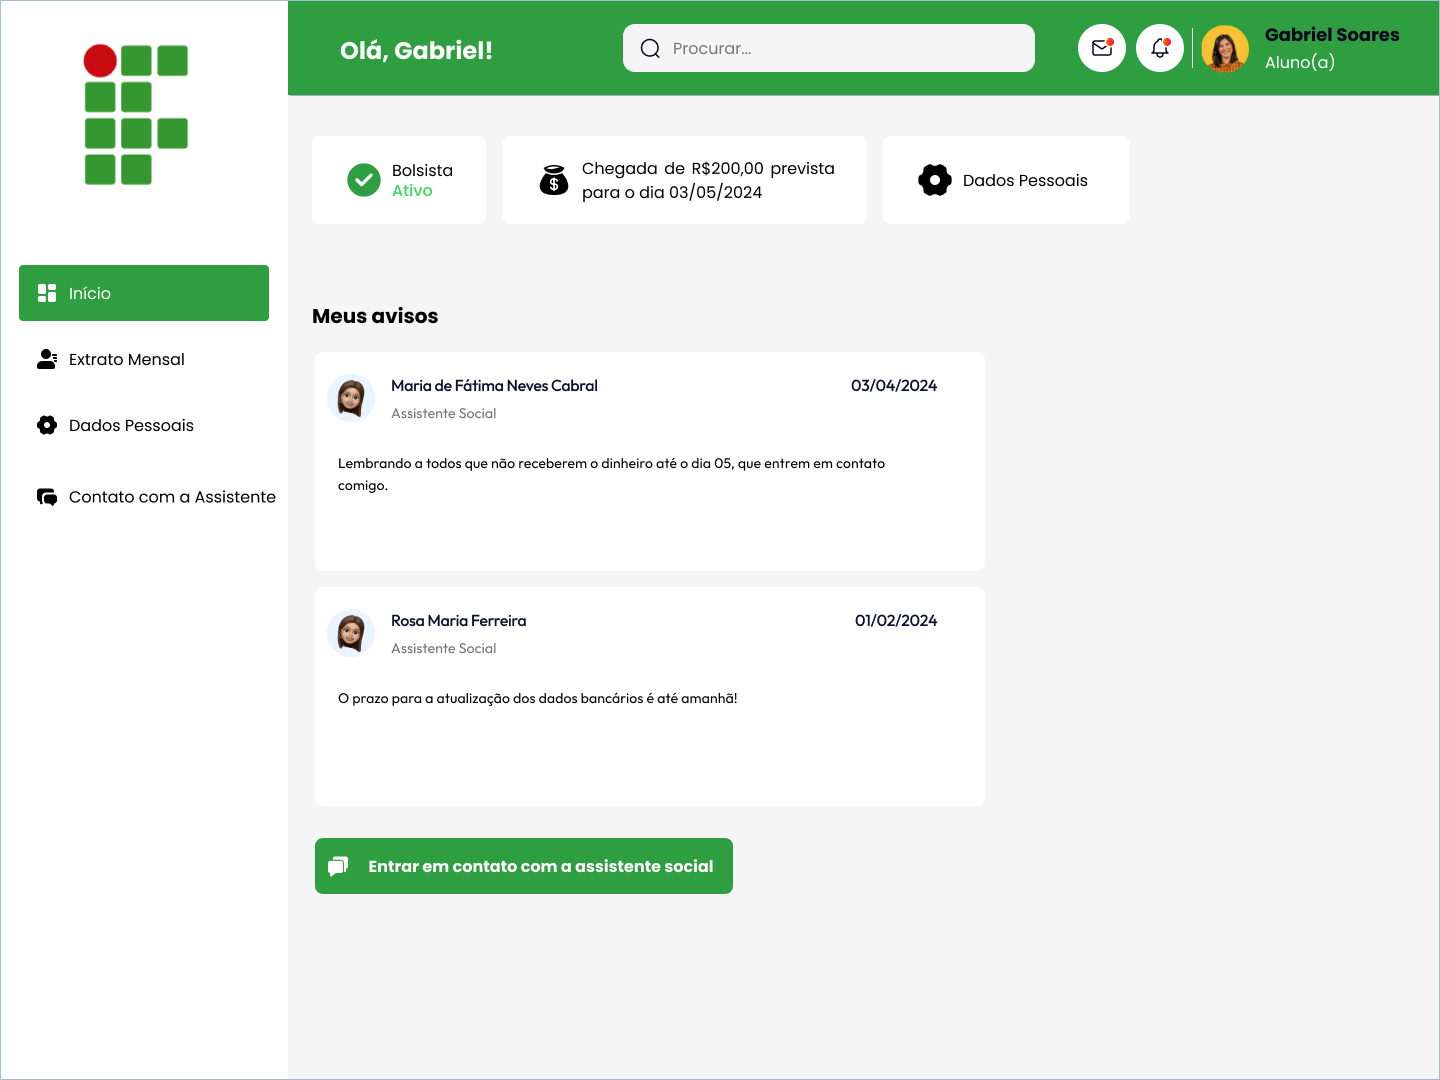 Olá, Gabriel!
Procurar...
Gabriel Soares
Aluno(a)
Início
Extrato Mensal
Dados Pessoais
Contato com a Assistente
Bolsista
Ativo
Chegada de R$200,00 prevista
para o dia 03/05/2024
Dados Pessoais
Meus avisos
Maria de Fátima Neves Cabral
03/04/2024
Assistente Social
Lembrando a todos que não receberem o dinheiro até o dia 05, que entrem em contato
comigo.
Rosa Maria Ferreira
01/02/2024
Assistente Social
O prazo para a atualização dos dados bancários é até amanhã!
Entrar em contato com a assistente social